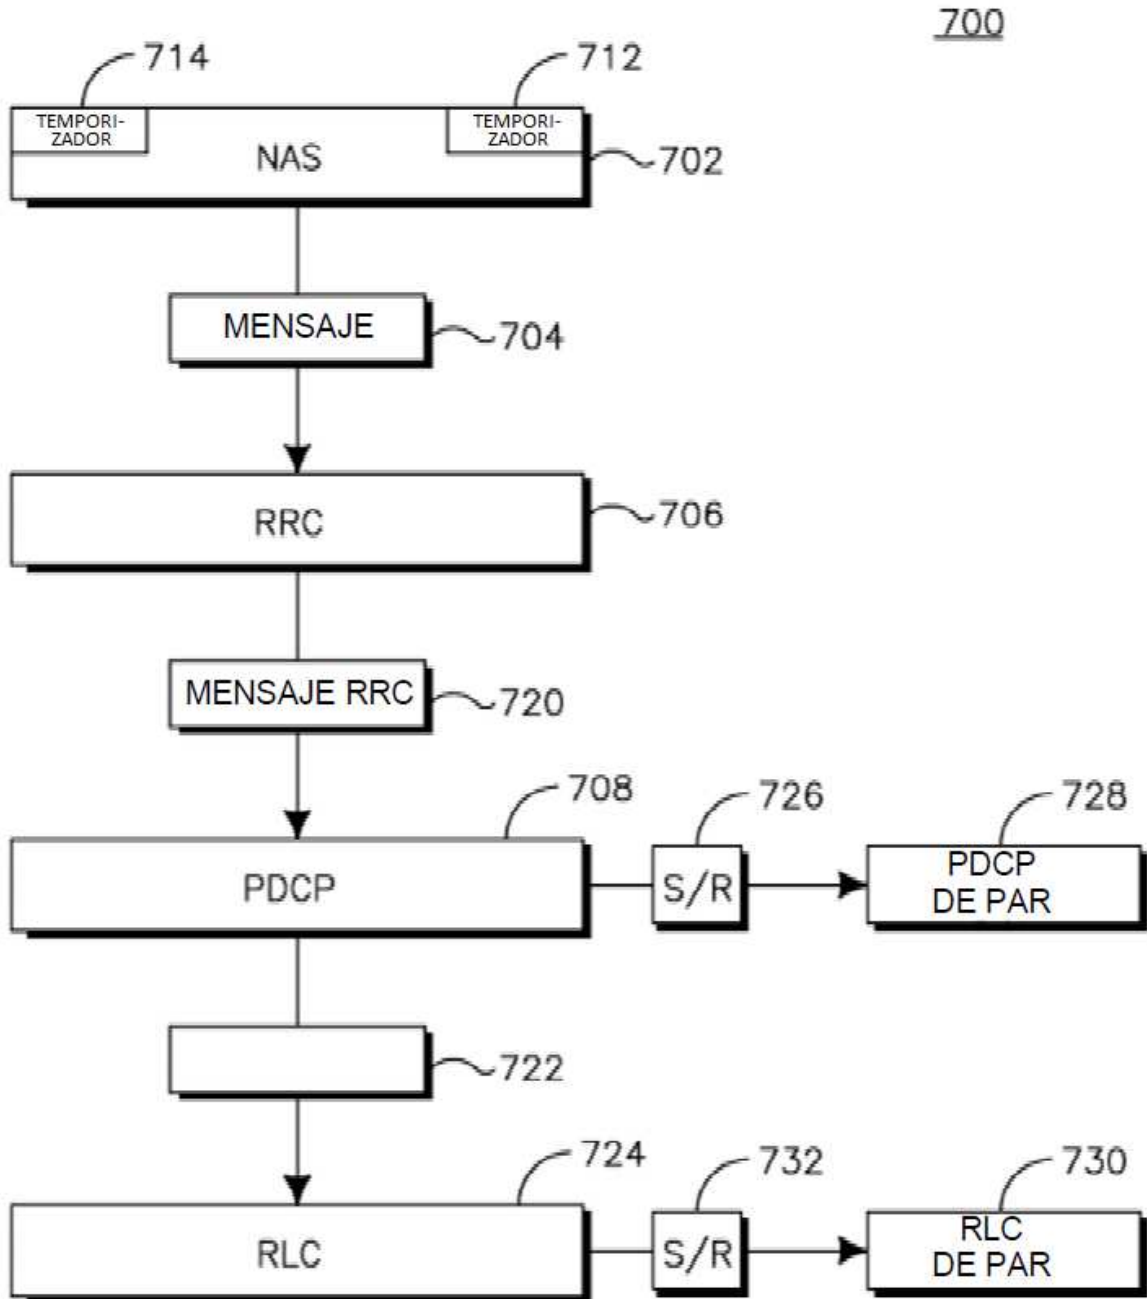 700
714
712
TEMPORI-
ZADOR
TEMPORI-
ZADOR
NAS
702
MENSAJE
704
RRC
706
MENSAJE RRC
720
708
726
728
PDCP
S/R
PDCP
DE PAR
722
724
732
730
RLC
S/R
RLC
DE PAR